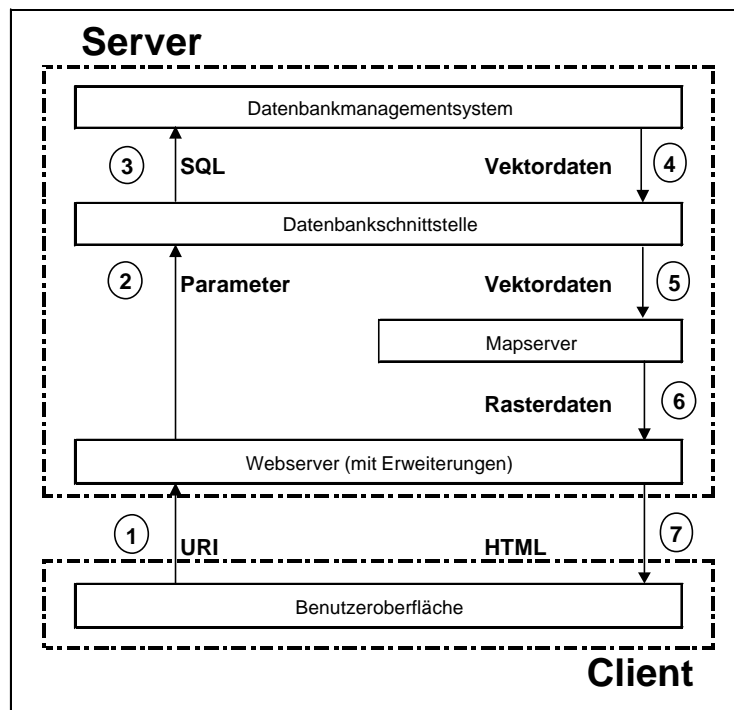 Server
Datenbankmanagementsystem
3 SQL Vektordaten 4
Datenbankschnittstelle
2 Parameter Vektordaten 5
Mapserver
Rasterdaten 6
Webserver (mit Erweiterungen)
1 URI HTML 7
Benutzeroberfläche
Client